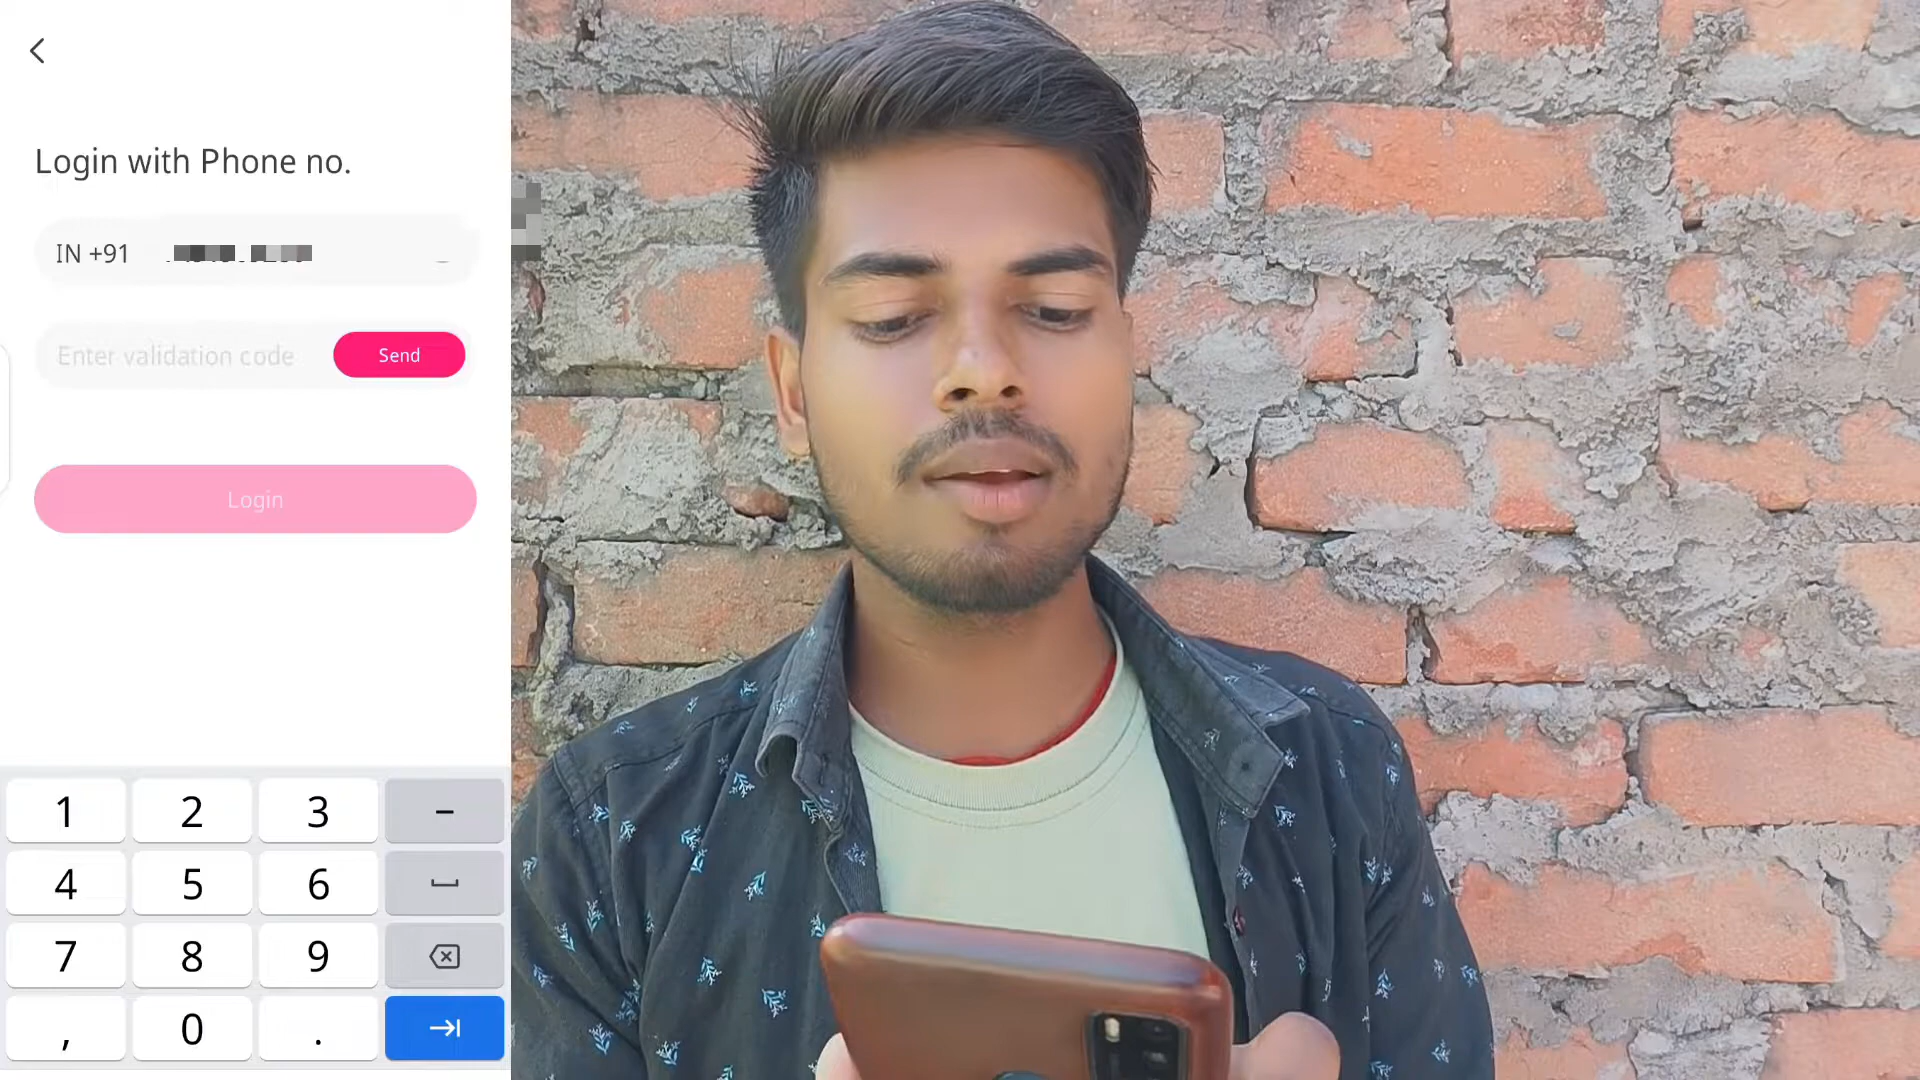 Login with Phone no.
IN +91
Enter validation code
Send
Login
1 2 3 -
4 5 6
7 8 9
, 0 .